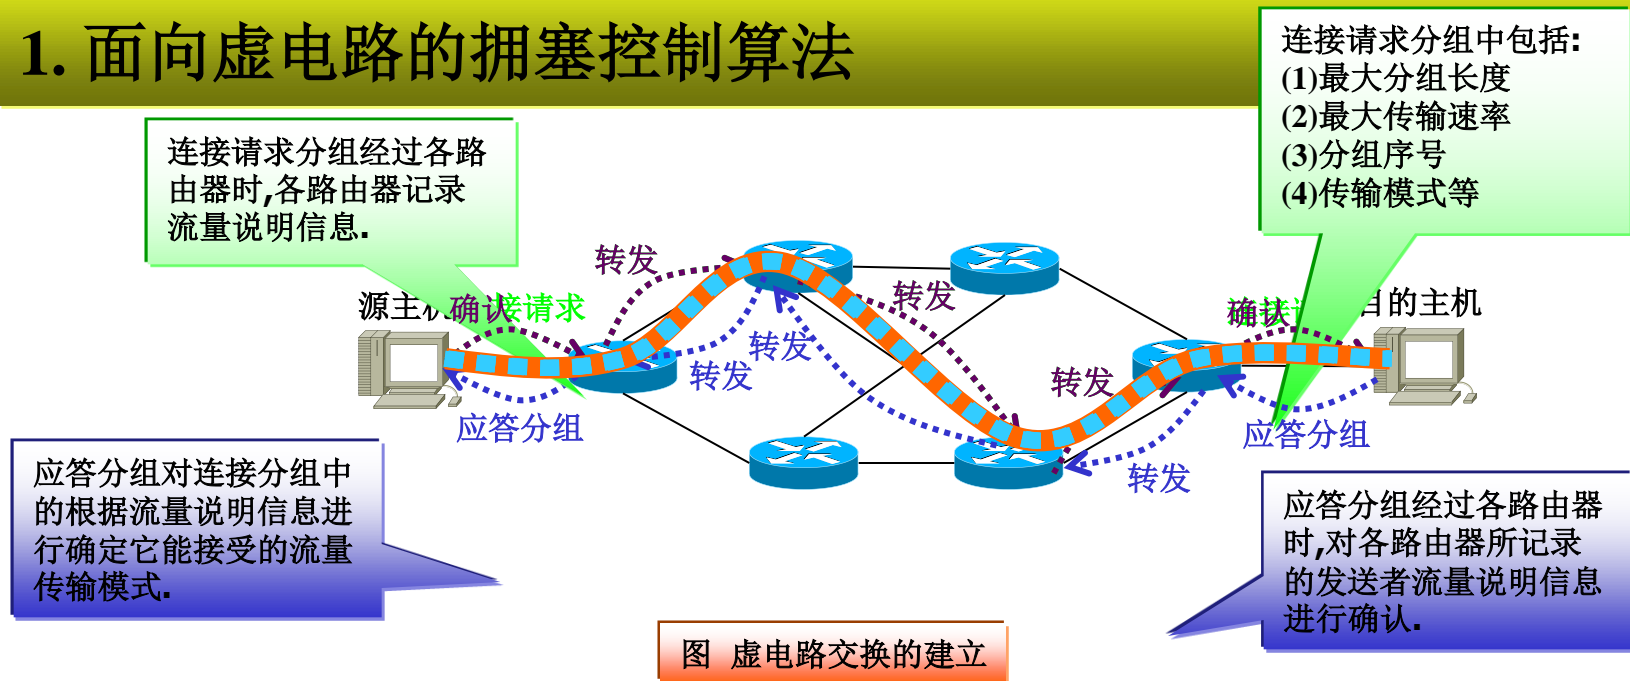 1. 面向虚电路的拥塞控制算法
连接请求分组中包括:
(1)最大分组长度
(2)最大传输速率
(3)分组序号
(4)传输模式等
连接请求分组经过各路
由器时,各路由器记录
流量说明信息.
转发
转发
源主机
确认
接请求
确认
目的主机
转发
转发
转发
应答分组
应答分组
转发
应答分组对连接分组中
的根据流量说明信息进
行确定它能接受的流量
传输模式.
应答分组经过各路由器
时,对各路由器所记录
的发送者流量说明信息
进行确认.
图 虚电路交换的建立